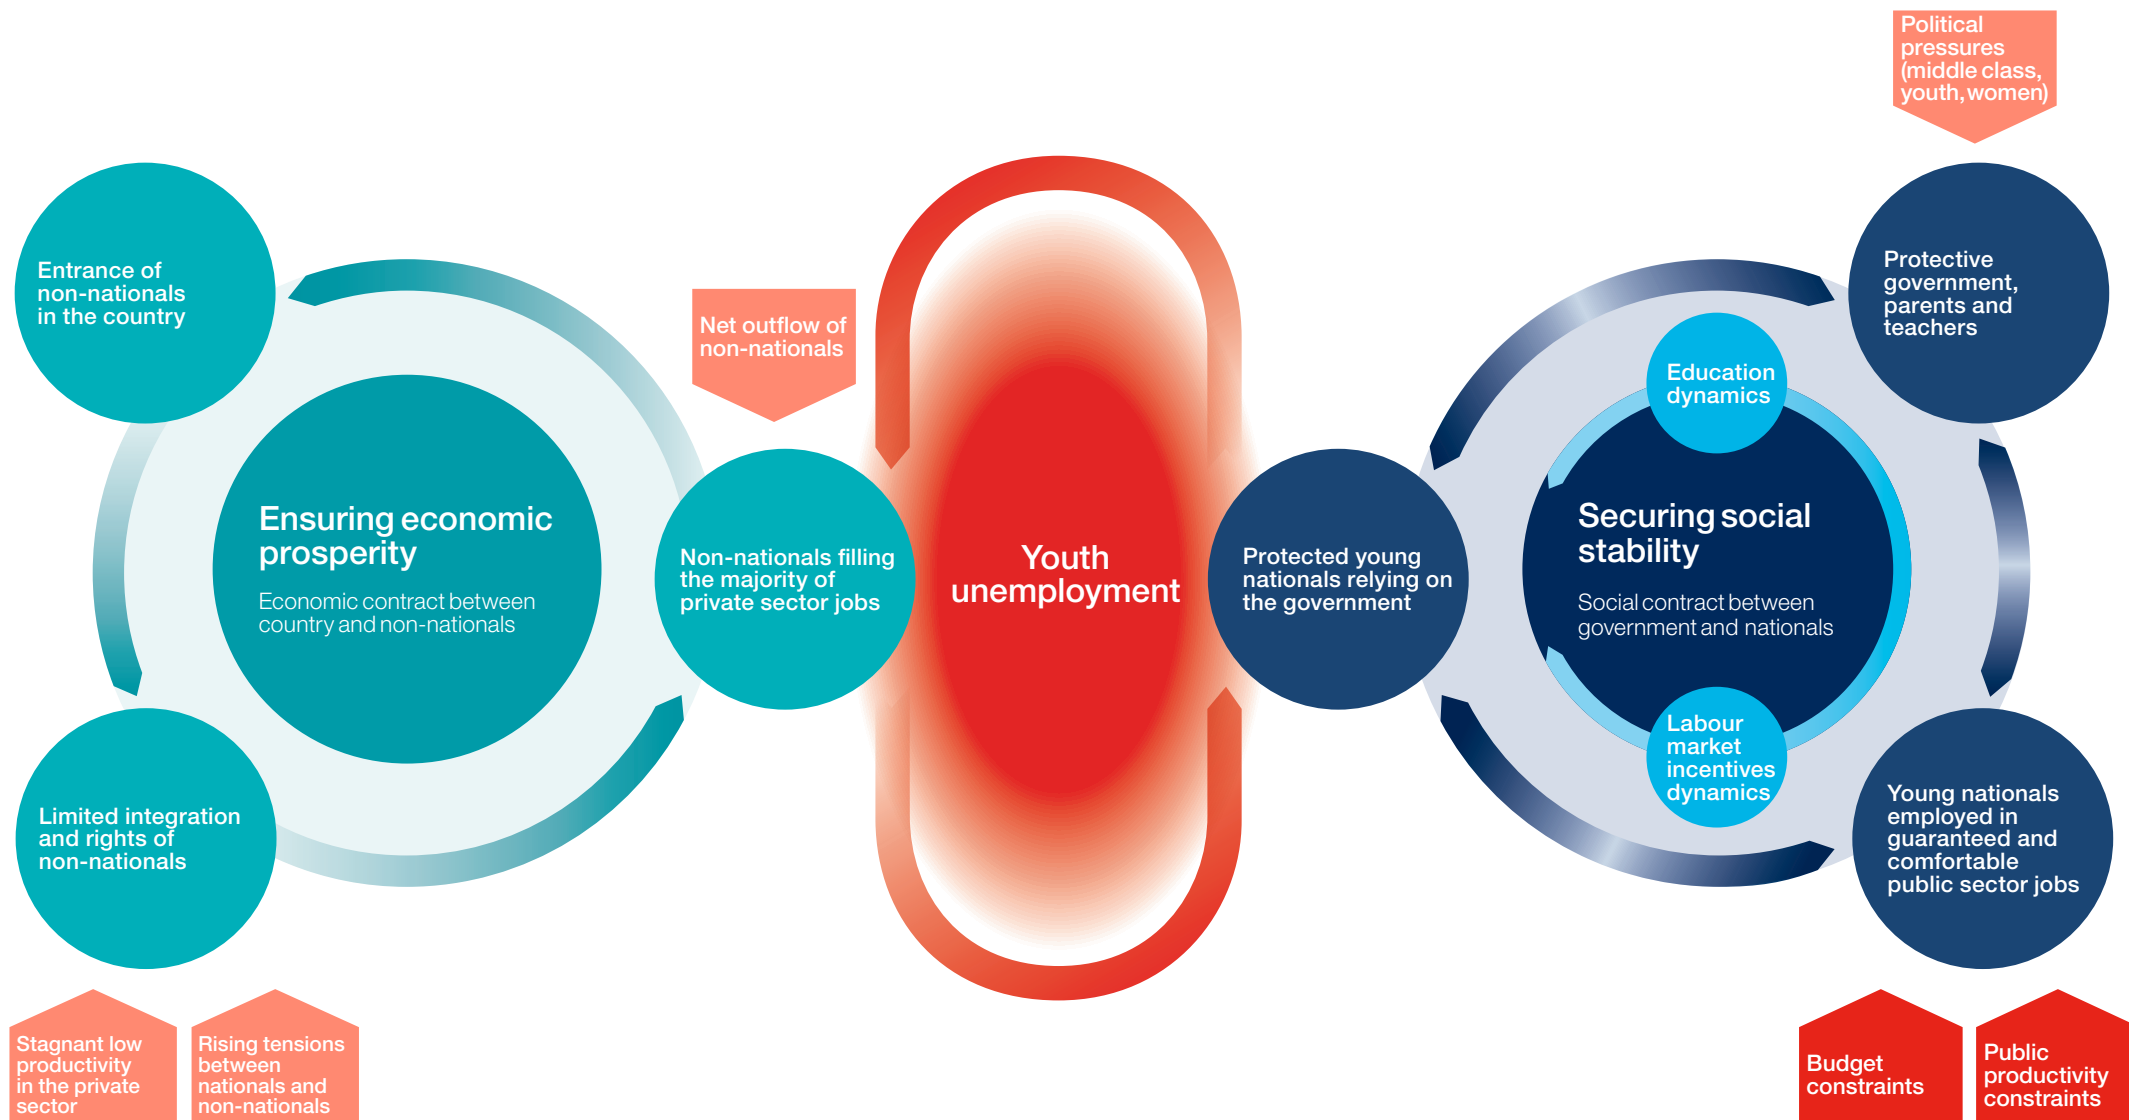 Political
pressures
(middle class,
youth, women)
Entrance of
non-nationals
in the country
Protective
government,
parents and
teachers
Net outflow of
non-nationals
Education
dynamics
Ensuring economic
prosperity
Economic contract between
country and non-nationals
Non-nationals filling
the majority of
private sector jobs
Youth
unemployment
Protected young
nationals relying on
the government
Securing social
stability
Social contract between
government and nationals
Labour
market
incentives
dynamics
Limited integration
and rights of
non-nationals
Young nationals
employed in
guaranteed and
comfortable
public sector jobs
Stagnant low
productivity
in the private
sector
Rising tensions
between
nationals and
non-nationals
Budget
constraints
Public
productivity
constraints